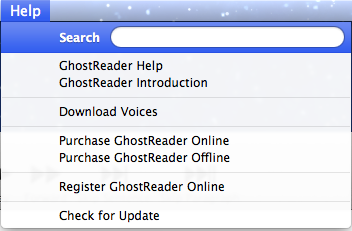 Help
Search
GhostReader Help
GhostReader Introduction
Download Voices
Purchase GhostReader Online
Purchase GhostReader Offline
Register GhostReader Online
Check for Update